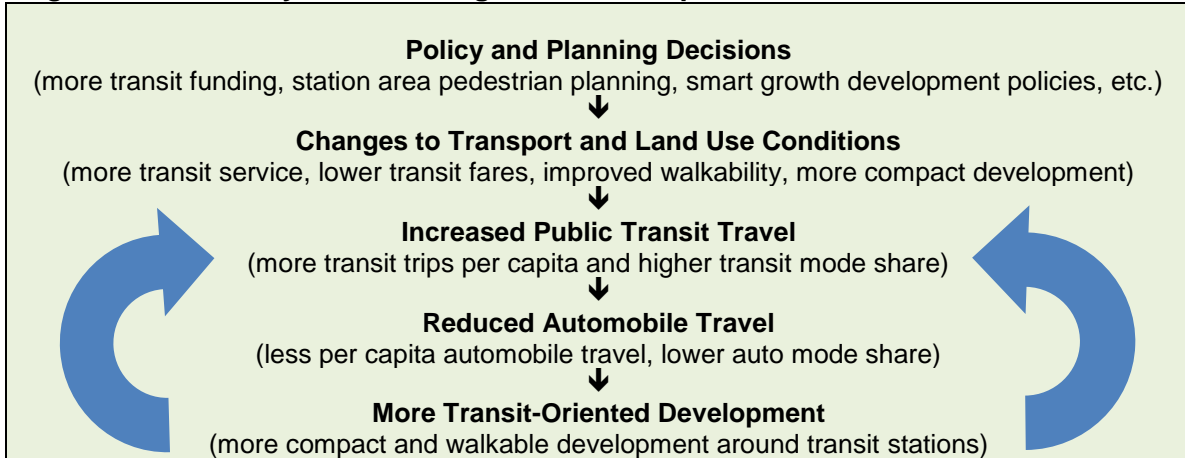 Policy and Planning Decisions
(more transit funding, station area pedestrian planning, smart growth development policies, etc.)
Changes to Transport and Land Use Conditions
(more transit service, lower transit fares, improved walkability, more compact development)
Increased Public Transit Travel
(more transit trips per capita and higher transit mode share)
Reduced Automobile Travel
(less per capita automobile travel, lower auto mode share)
More Transit-Oriented Development
(more compact and walkable development around transit stations)